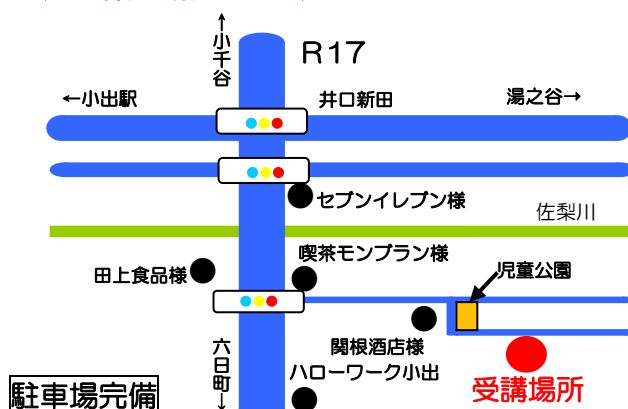 ↑小千谷
R17
←小出駅
井口新田
湯之谷→
セブンイレブン様
佐梨川
喫茶モンブラン様
田上食品様
児童公園
関根酒店様
六日町→
ハローワーク小出
受講場所
駐車場完備